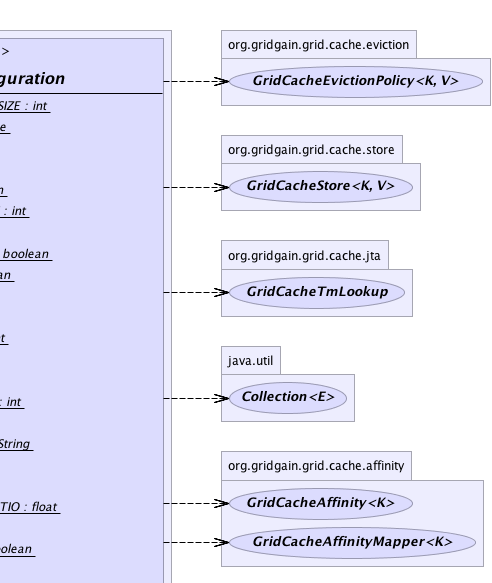 >
guration
SIZE : int
e
n
: int
boolean
an
t
: int
String
TIO : float
olean
org.gridgain.grid.cache.eviction
GridCacheEvictionPolicy<K, V>
org.gridgain.grid.cache.store
GridCacheStore<K, V>
org.gridgain.grid.cache.jta
GridCacheTmLookup
java.util
Collection<E>
org.gridgain.grid.cache.affinity
GridCacheAffinity<K>
GridCacheAffinityMapper<K>